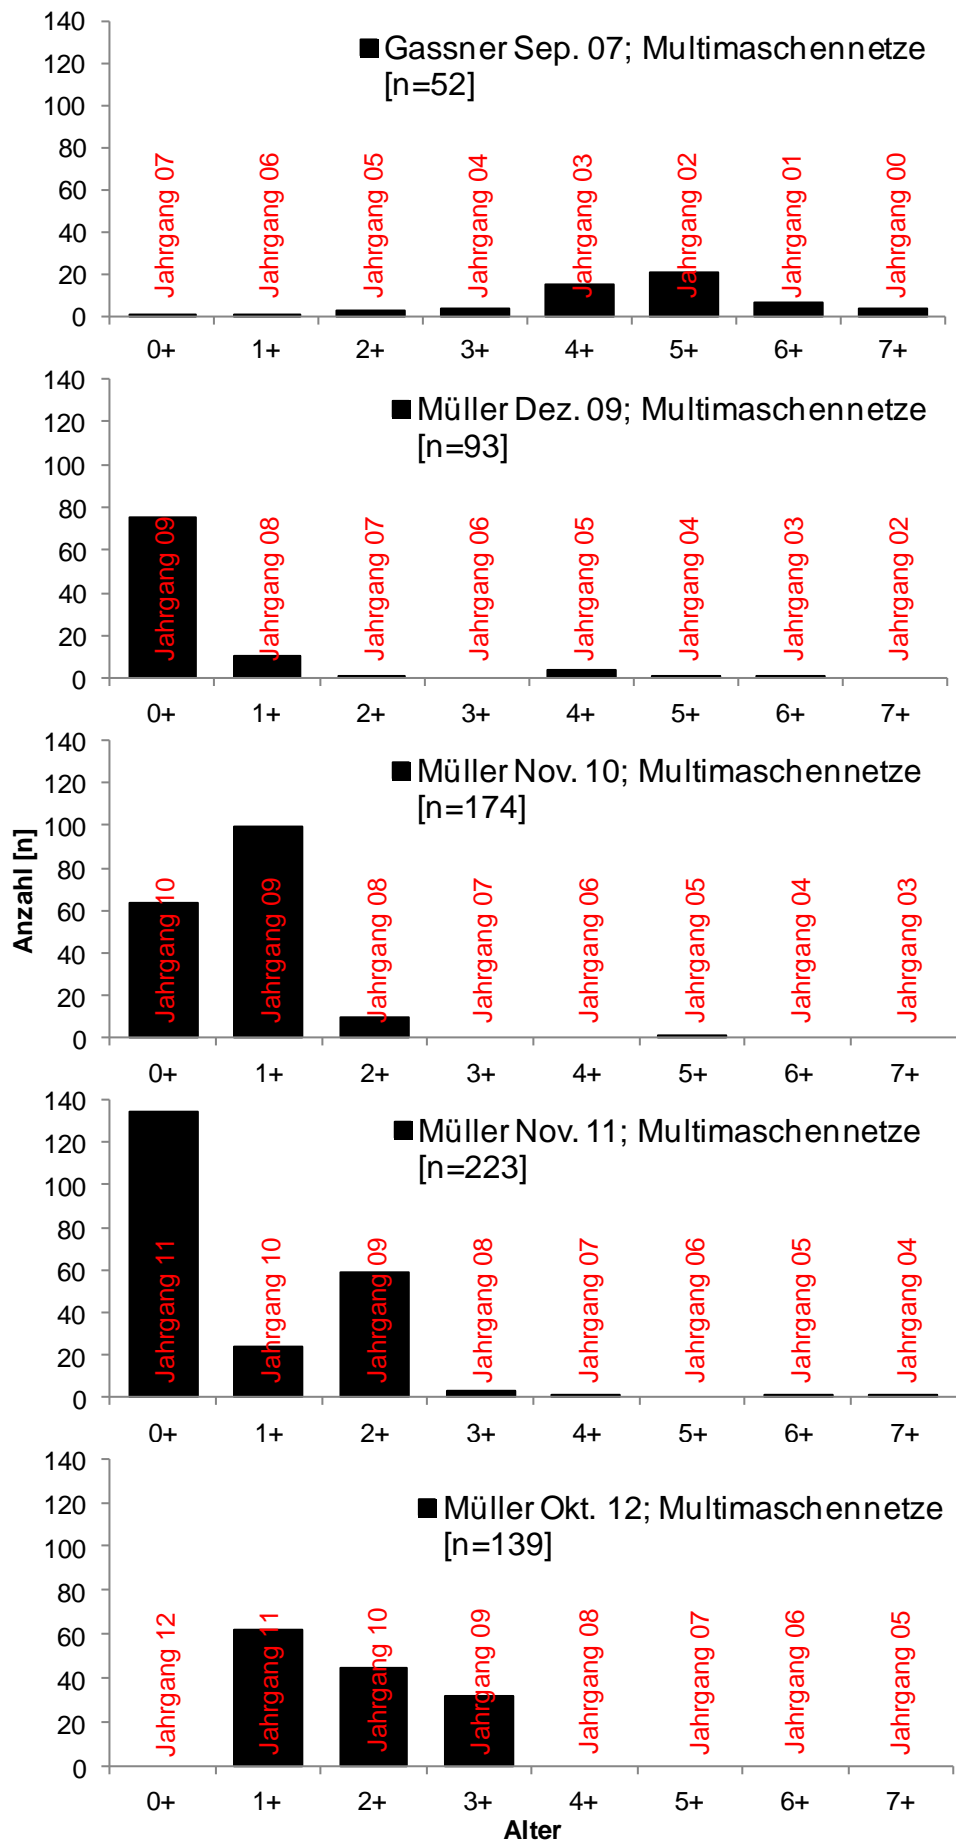 140
■ Gassner Sep. 07; Multimaschennetze
[n=52]
120
100
80
60
40
20
0
Jahrgang 07
Jahrgang 06
Jahrgang 05
Jahrgang 04
Jahrgang 03
Jahrgang 02
Jahrgang 01
Jahrgang 00
0+ 1+ 2+ 3+ 4+ 5+ 6+ 7+
140
■ Müller Dez. 09; Multimaschennetze
[n=93]
120
100
80
60
40
20
0
Jahrgang 09
Jahrgang 08
Jahrgang 07
Jahrgang 06
Jahrgang 05
Jahrgang 04
Jahrgang 03
Jahrgang 02
0+ 1+ 2+ 3+ 4+ 5+ 6+ 7+
Anzahl [n]
140
■ Müller Nov. 10; Multimaschennetze
[n=174]
120
100
80
60
40
20
0
Jahrgang 10
Jahrgang 09
Jahrgang 08
Jahrgang 07
Jahrgang 06
Jahrgang 05
Jahrgang 04
Jahrgang 03
0+ 1+ 2+ 3+ 4+ 5+ 6+ 7+
140
■ Müller Nov. 11; Multimaschennetze
[n=223]
120
100
80
60
40
20
0
Jahrgang 11
Jahrgang 10
Jahrgang 09
Jahrgang 08
Jahrgang 07
Jahrgang 06
Jahrgang 05
Jahrgang 04
0+ 1+ 2+ 3+ 4+ 5+ 6+ 7+
140
■ Müller Okt. 12; Multimaschennetze
[n=139]
120
100
80
60
40
20
0
Jahrgang 12
Jahrgang 11
Jahrgang 10
Jahrgang 09
Jahrgang 08
Jahrgang 07
Jahrgang 06
Jahrgang 05
0+ 1+ 2+ 3+ 4+ 5+ 6+ 7+
Alter